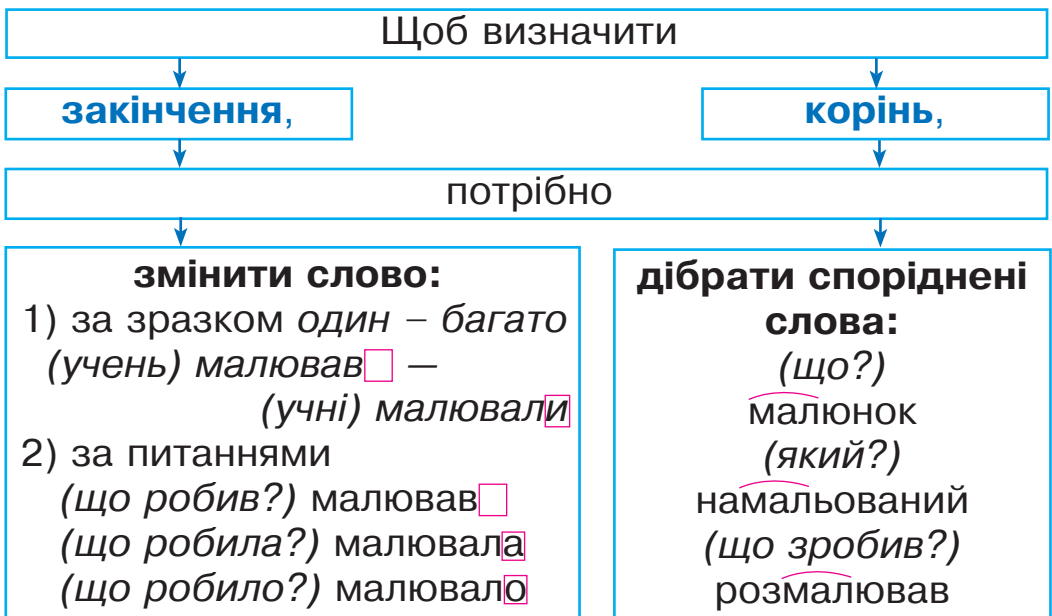 Щоб визначити
закінчення,
корінь,
потрібно
змінити слово:
1) за зразком один – багато
(учень) малював —
(учні) малювали
2) за питаннями
(що робив?) малював
(що робила?) малювала
(що робило?) малювало
дібрати споріднені
слова:
(що?)
малюнок
(який?)
намальований
(що зробив?)
розмалював